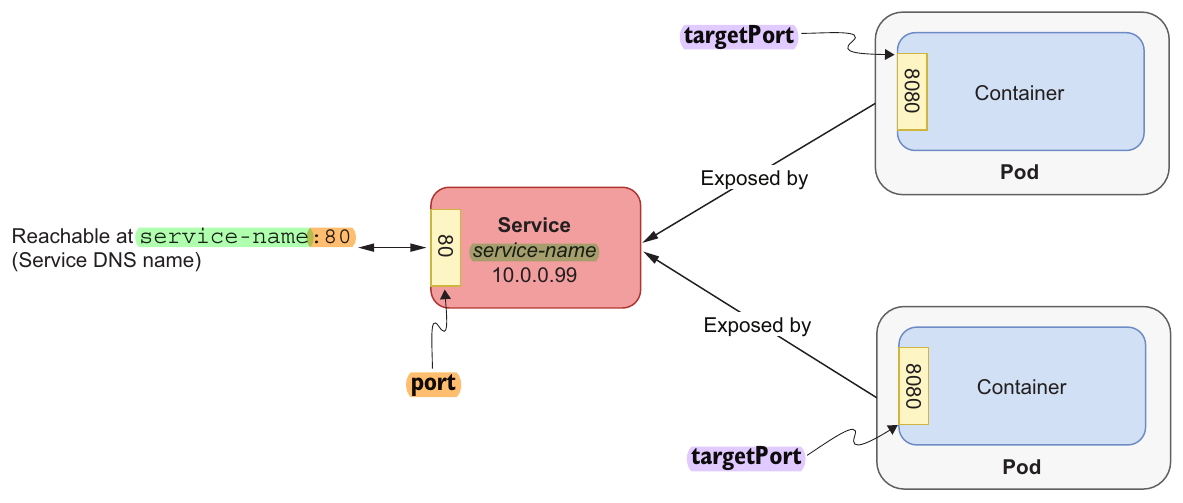 targetPort
8080
Container
Pod
Exposed by
Reachable at service-name:80
(Service DNS name)
80
Service
service-name
10.0.0.99
port
Exposed by
8080
Container
targetPort
Pod